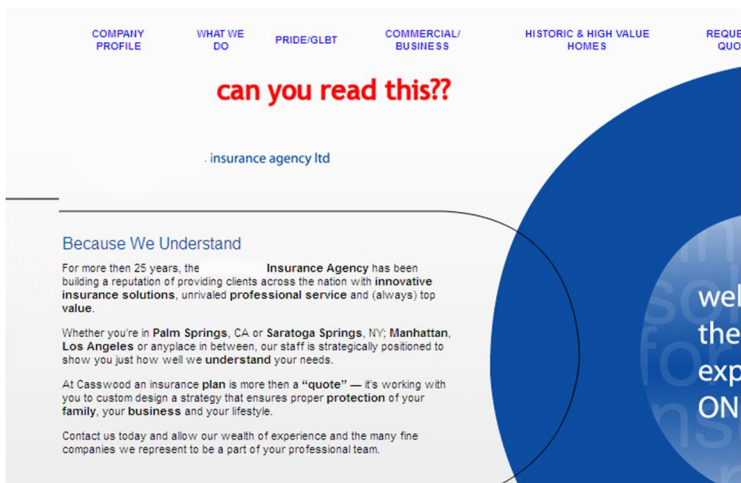 COMPANY PROFILE
WHAT WE DO
PRIDE/GLBT
COMMERCIAL/ BUSINESS
HISTORIC & HIGH VALUE HOMES
can you read this??
insurance agency ltd
Because We Understand
For more then 25 years, the Insurance Agency has been
building a reputation of providing clients across the nation with innovative
insurance solutions, unrivaled professional service and (always) top
value.
Whether you're in Palm Springs, CA or Saratoga Springs, NY; Manhattan,
Los Angeles or anyplace in between, our staff is strategically positioned to
show you just how well we understand your needs.
At Casswood an insurance plan is more then a “quote” — it's working with
you to custom design a strategy that ensures proper protection of your
family, your business and your lifestyle.
Contact us today and allow our wealth of experience and the many fine
companies we represent to be a part of your professional team.
the
ON